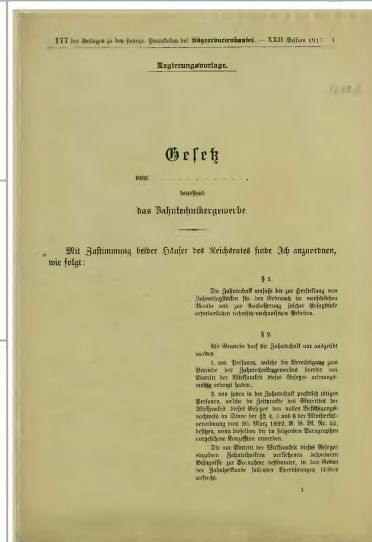 177 der Beilagen zu den stenogr. Protokollen des Abgeordnetenhauses. — XXII Session 1917 1
Regierungsvorlage.
Gesetz
vom . . . . . . . . . .
betreffend
das Zahntechnikergewerbe
Mit Zustimmung beider Häuser des Reichsrates finde Ich anzuordnen,
wie folgt:
§ 1.
Die Zahntechnik umfaßt die zur Herstellung von
Zahnersatzstücken für den Gebrauch im menschlichen
Munde und zur Ausbesserung solcher Ersatzstücke
erforderlichen technisch-mechanischen Arbeiten.
§ 2.
Als Gewerbe darf die Zahntechnik nur ausgeübt
werden
1. von Personen, welche die Berechtigung zum
Betriebe des Zahntechnikergewerbes bereits vor
Eintritt der Wirksamkeit dieses Gesetzes ordnungs-
mäßig erlangt haben;
2. von jenen in der Zahntechnik praktisch tätigen
Personen, welche im Zeitpunkte des Eintrittes der
Wirksamkeit dieses Gesetzes den vollen Befähigungs-
nachweis im Sinne der §§ 4, 5 und 6 der Ministerial-
verordnung vom 20. März 1892, R. G. Bl. Nr. 55,
besitzen, wenn dieselben die in folgenden Paragraphen
vorgesehene Konzession erwerben.
Die vor Eintritt der Wirksamkeit dieses Gesetzes
einzelnen Zahntechnikern verliehenen besonderen
Befugnisse zur Vornahme bestimmter, in das Gebiet
der Zahnheilkunde fallender Verrichtungen bleiben
aufrecht.
1